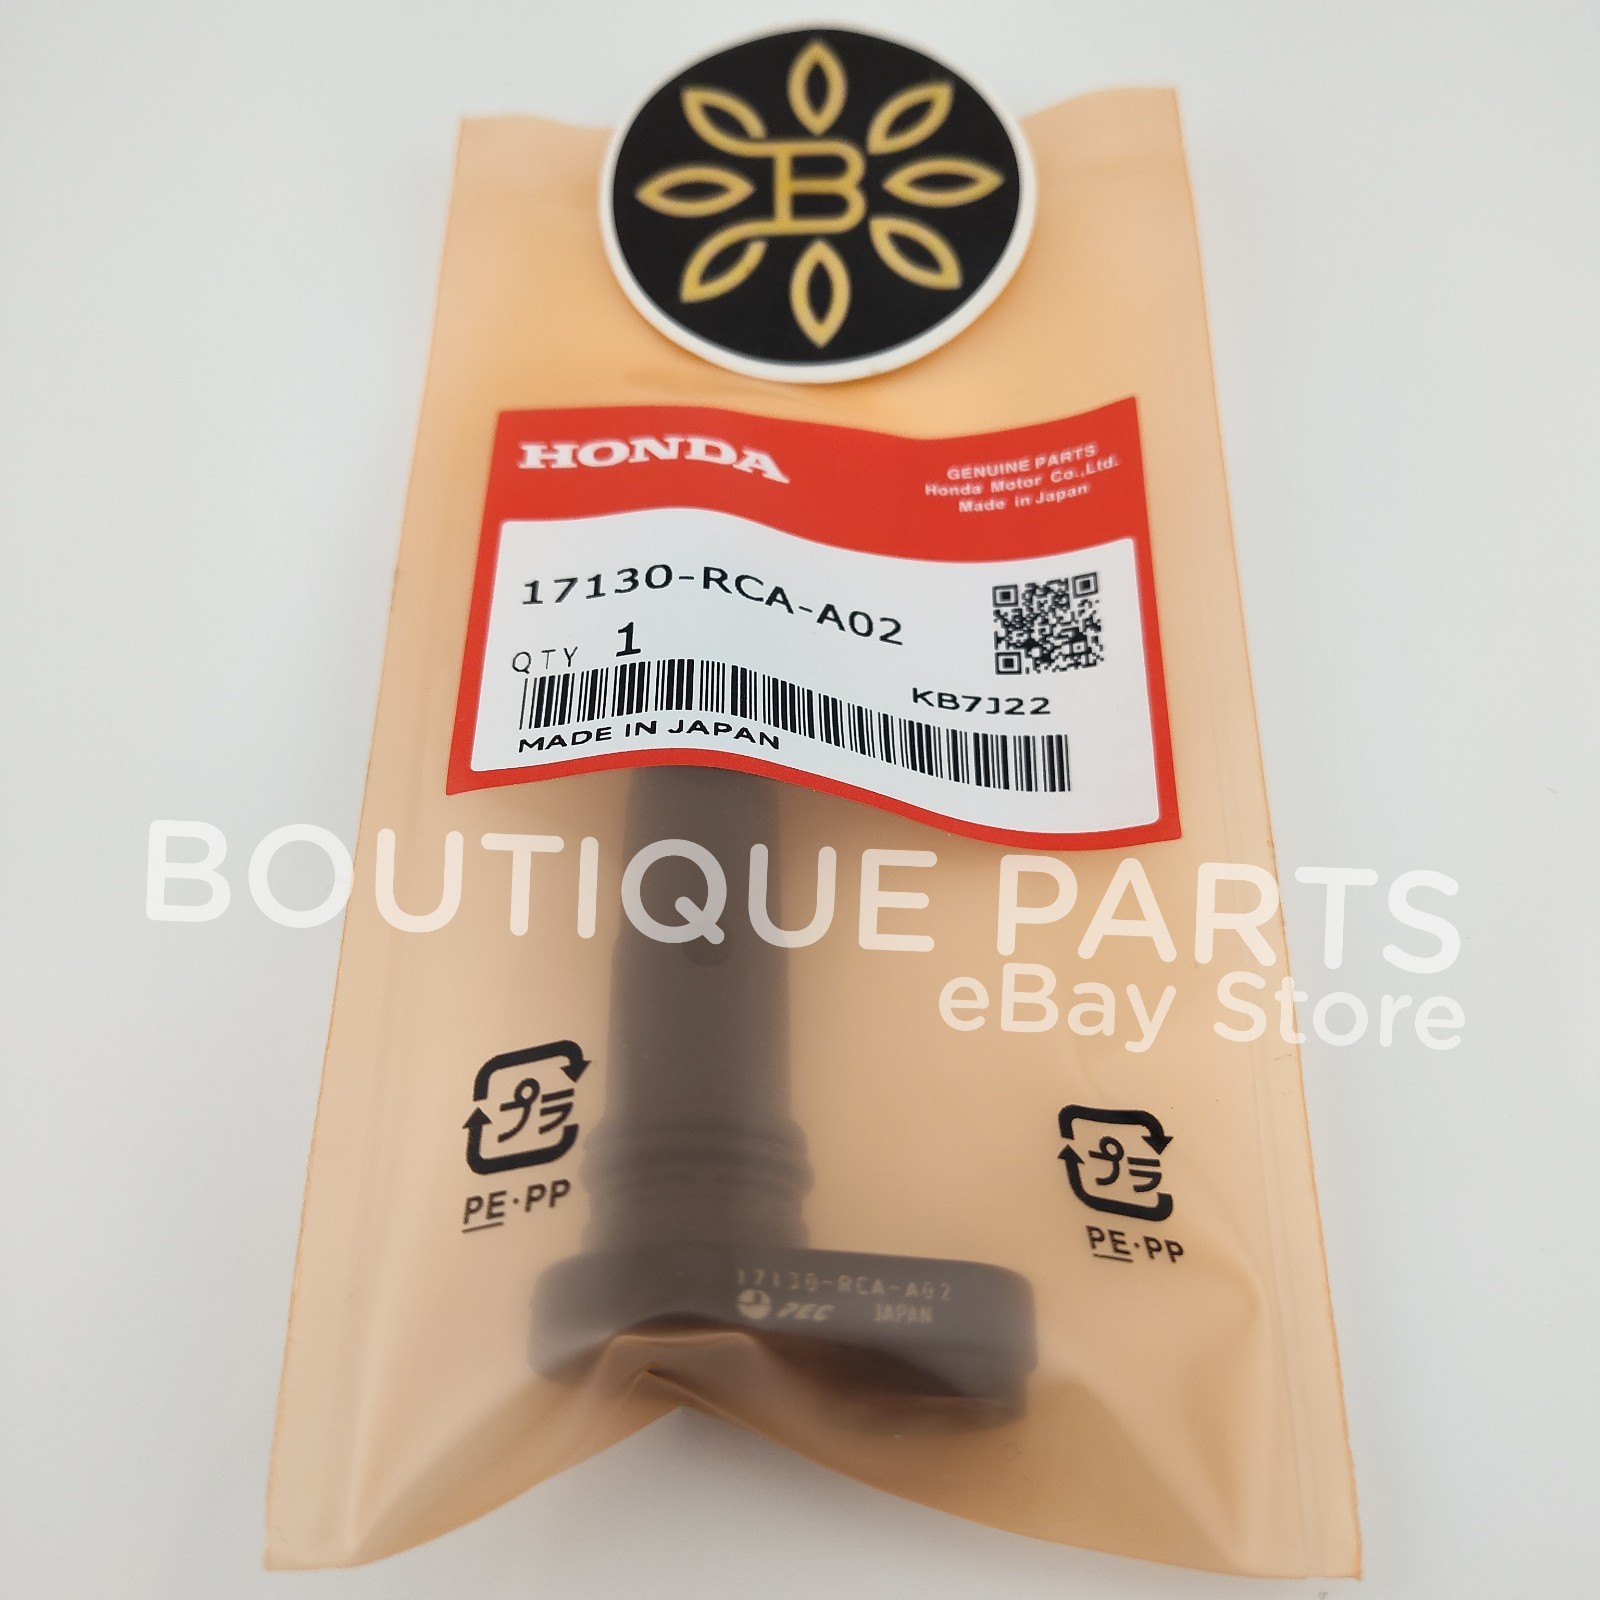 B
HONDA
GENUINE PARTS
Honda Motor Co.,Ltd.
Made in Japan
17130-RCA-A02
QTY 1
KB7J22
MADE IN JAPAN
BOUTIQUE PARTS
eBay Store
プラ
PE·PP
プラ
PE·PP
17130-RCA-A02
PEC JAPAN